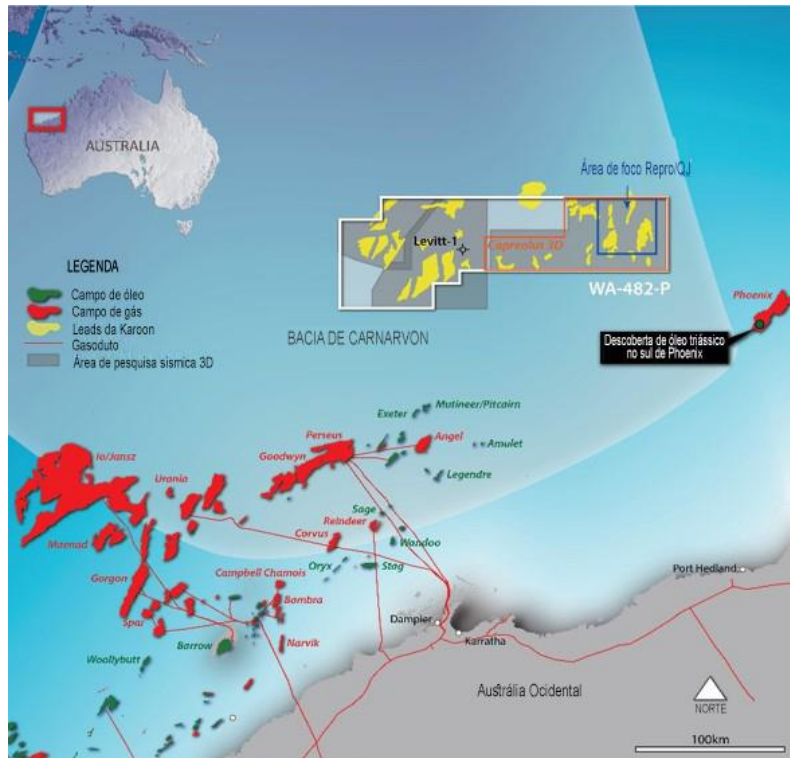 AUSTRALIA
Área de foco Repro/QJ
Levitt-1
Capreolus 3D
WA-482-P
LEGENDA
Campo de óleo
Campo de gás
Leads da Karoon
Gasoduto
Área de pesquisa sísmica 3D
BACIA DE CARNARVON
Phoenix
Descoberta de óleo triássico
no sul de Phoenix
Mutineer/Pitcairn
Exeter
Perseus
Angel
Amulet
Io/Jansz
Goodwyn
Urania
Legendre
Sage
Reindeer
Maenad
Corvus
Wandoo
Oryx
Stag
Gorgon
Campbell
Port Hedland
Bambra
Spar
Dampier
Karratha
Barrow
Narvik
Woollybutt
Austrália Ocidental
NORTE
100km